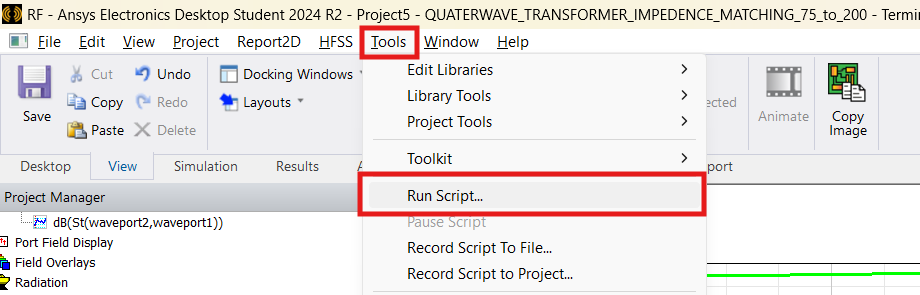 RF - Ansys Electronics Desktop Student 2024 R2 - Project5 - QUATERWAVE_TRANSFORMER_IMPEDENCE_MATCHING_75_to_200 - Termi
File Edit View Project Report2D HFSS Tools Window Help
Save
Cut
Copy
Paste
Undo
Redo
Delete
Docking Windows
Layouts
Edit Libraries
Library Tools
Project Tools
Toolkit
Run Script...
Pause Script
Record Script To File...
Record Script to Project...
ected
Animate
Copy
Image
Desktop View Simulation Results
port
Project Manager
dB(St(waveport2,waveport1))
Port Field Display
Field Overlays
Radiation